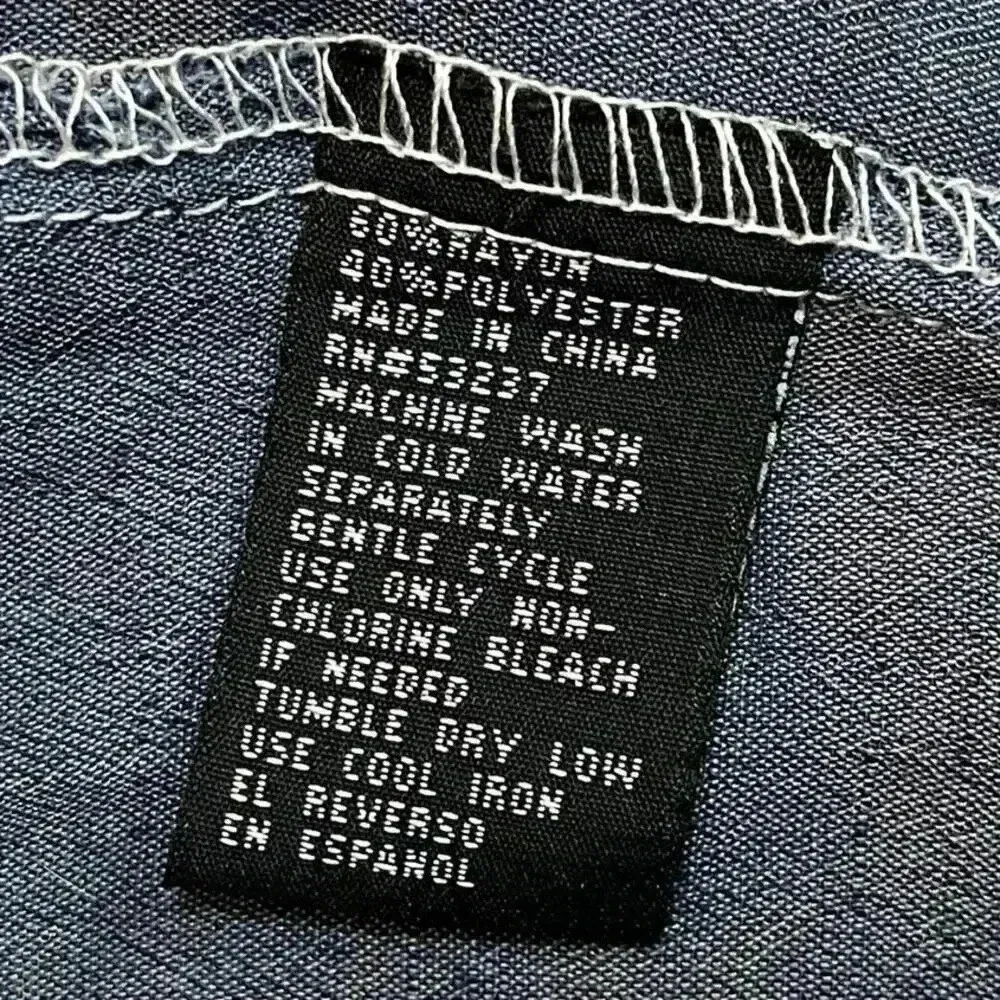 60%RAYON
40%POLYESTER
MADE IN CHINA
RN#53237
MACHINE WASH
IN COLD WATER
SEPARATELY
GENTLE CYCLE
USE ONLY NON-
CHLORINE BLEACH
IF NEEDED
TUMBLE DRY LOW
USE COOL IRON
EL REVERSO
EN ESPANOL